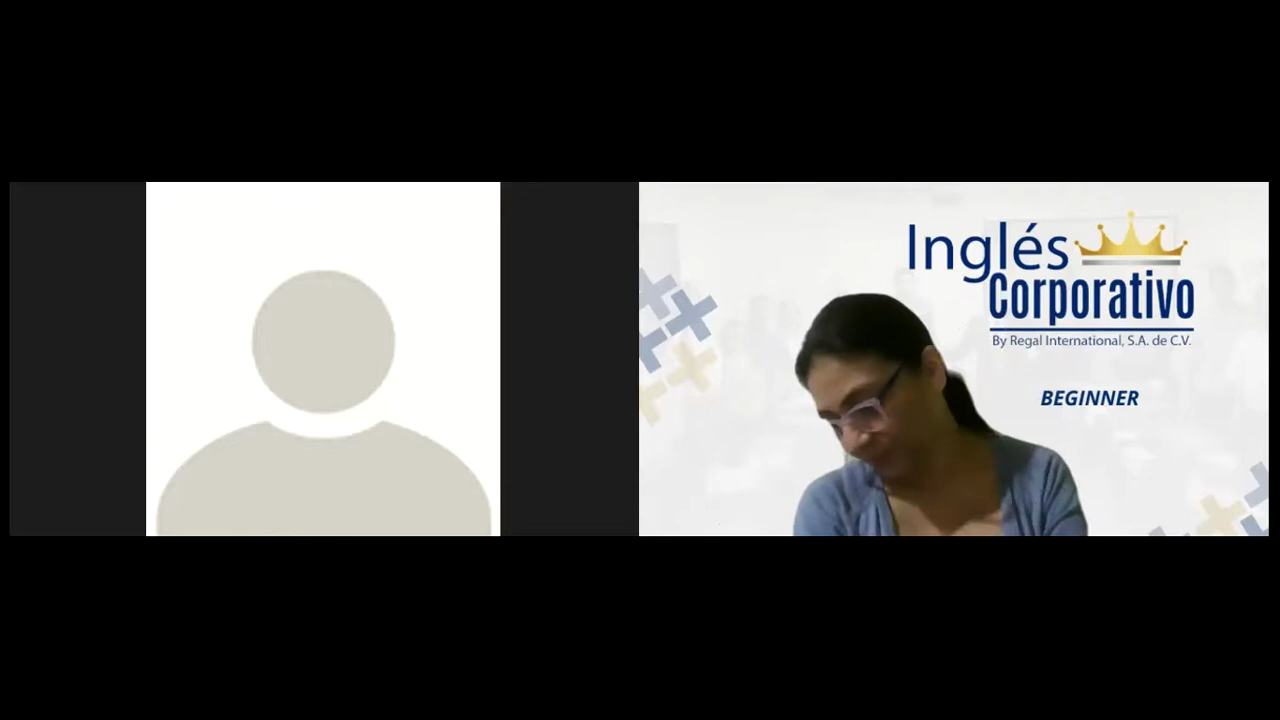 Inglés
Corporativo
By Regal International, S.A. de C.V.
BEGINNER